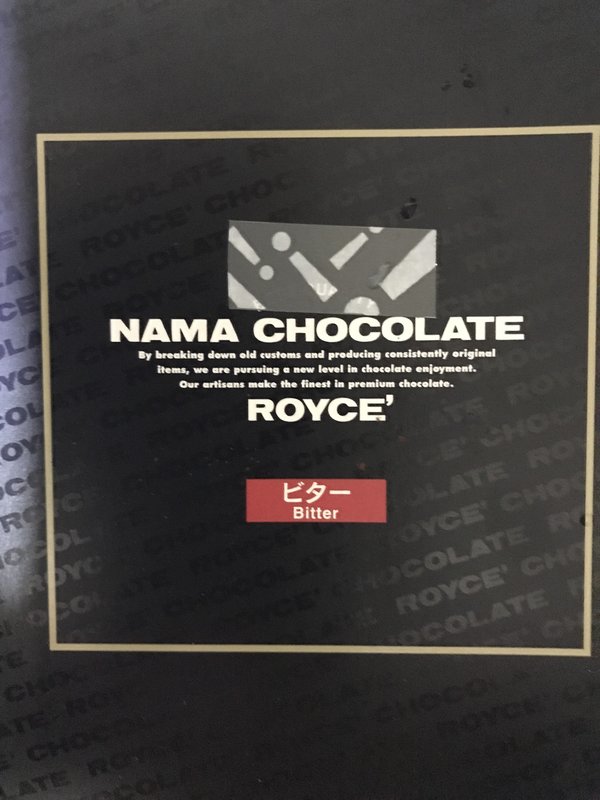 NAMA CHOCOLATE
By breaking down old customs and producing consistently original
items, we are pursuing a new level in chocolate enjoyment.
Our artisans make the finest in premium chocolate.
ROYCE'
ビター
Bitter